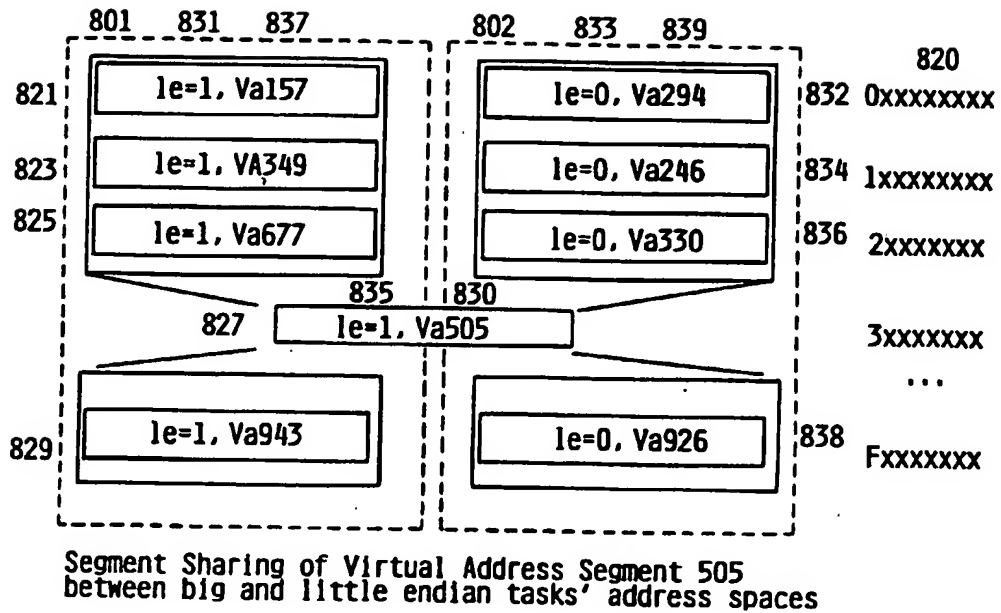 801 831 837 802 833 839
820
821 le=1, Va157 le=0, Va294 832 0xxxxxxxx
823 le=1, VA349 le=0, Va246 834 1xxxxxxxx
825 le=1, Va677 le=0, Va330 836 2xxxxxxx
835 830
827 le=1, Va505 3xxxxxxx
...
829 le=1, Va943 le=0, Va926 838 Fxxxxxxx
Segment Sharing of Virtual Address Segment 505
between big and little endian tasks' address spaces